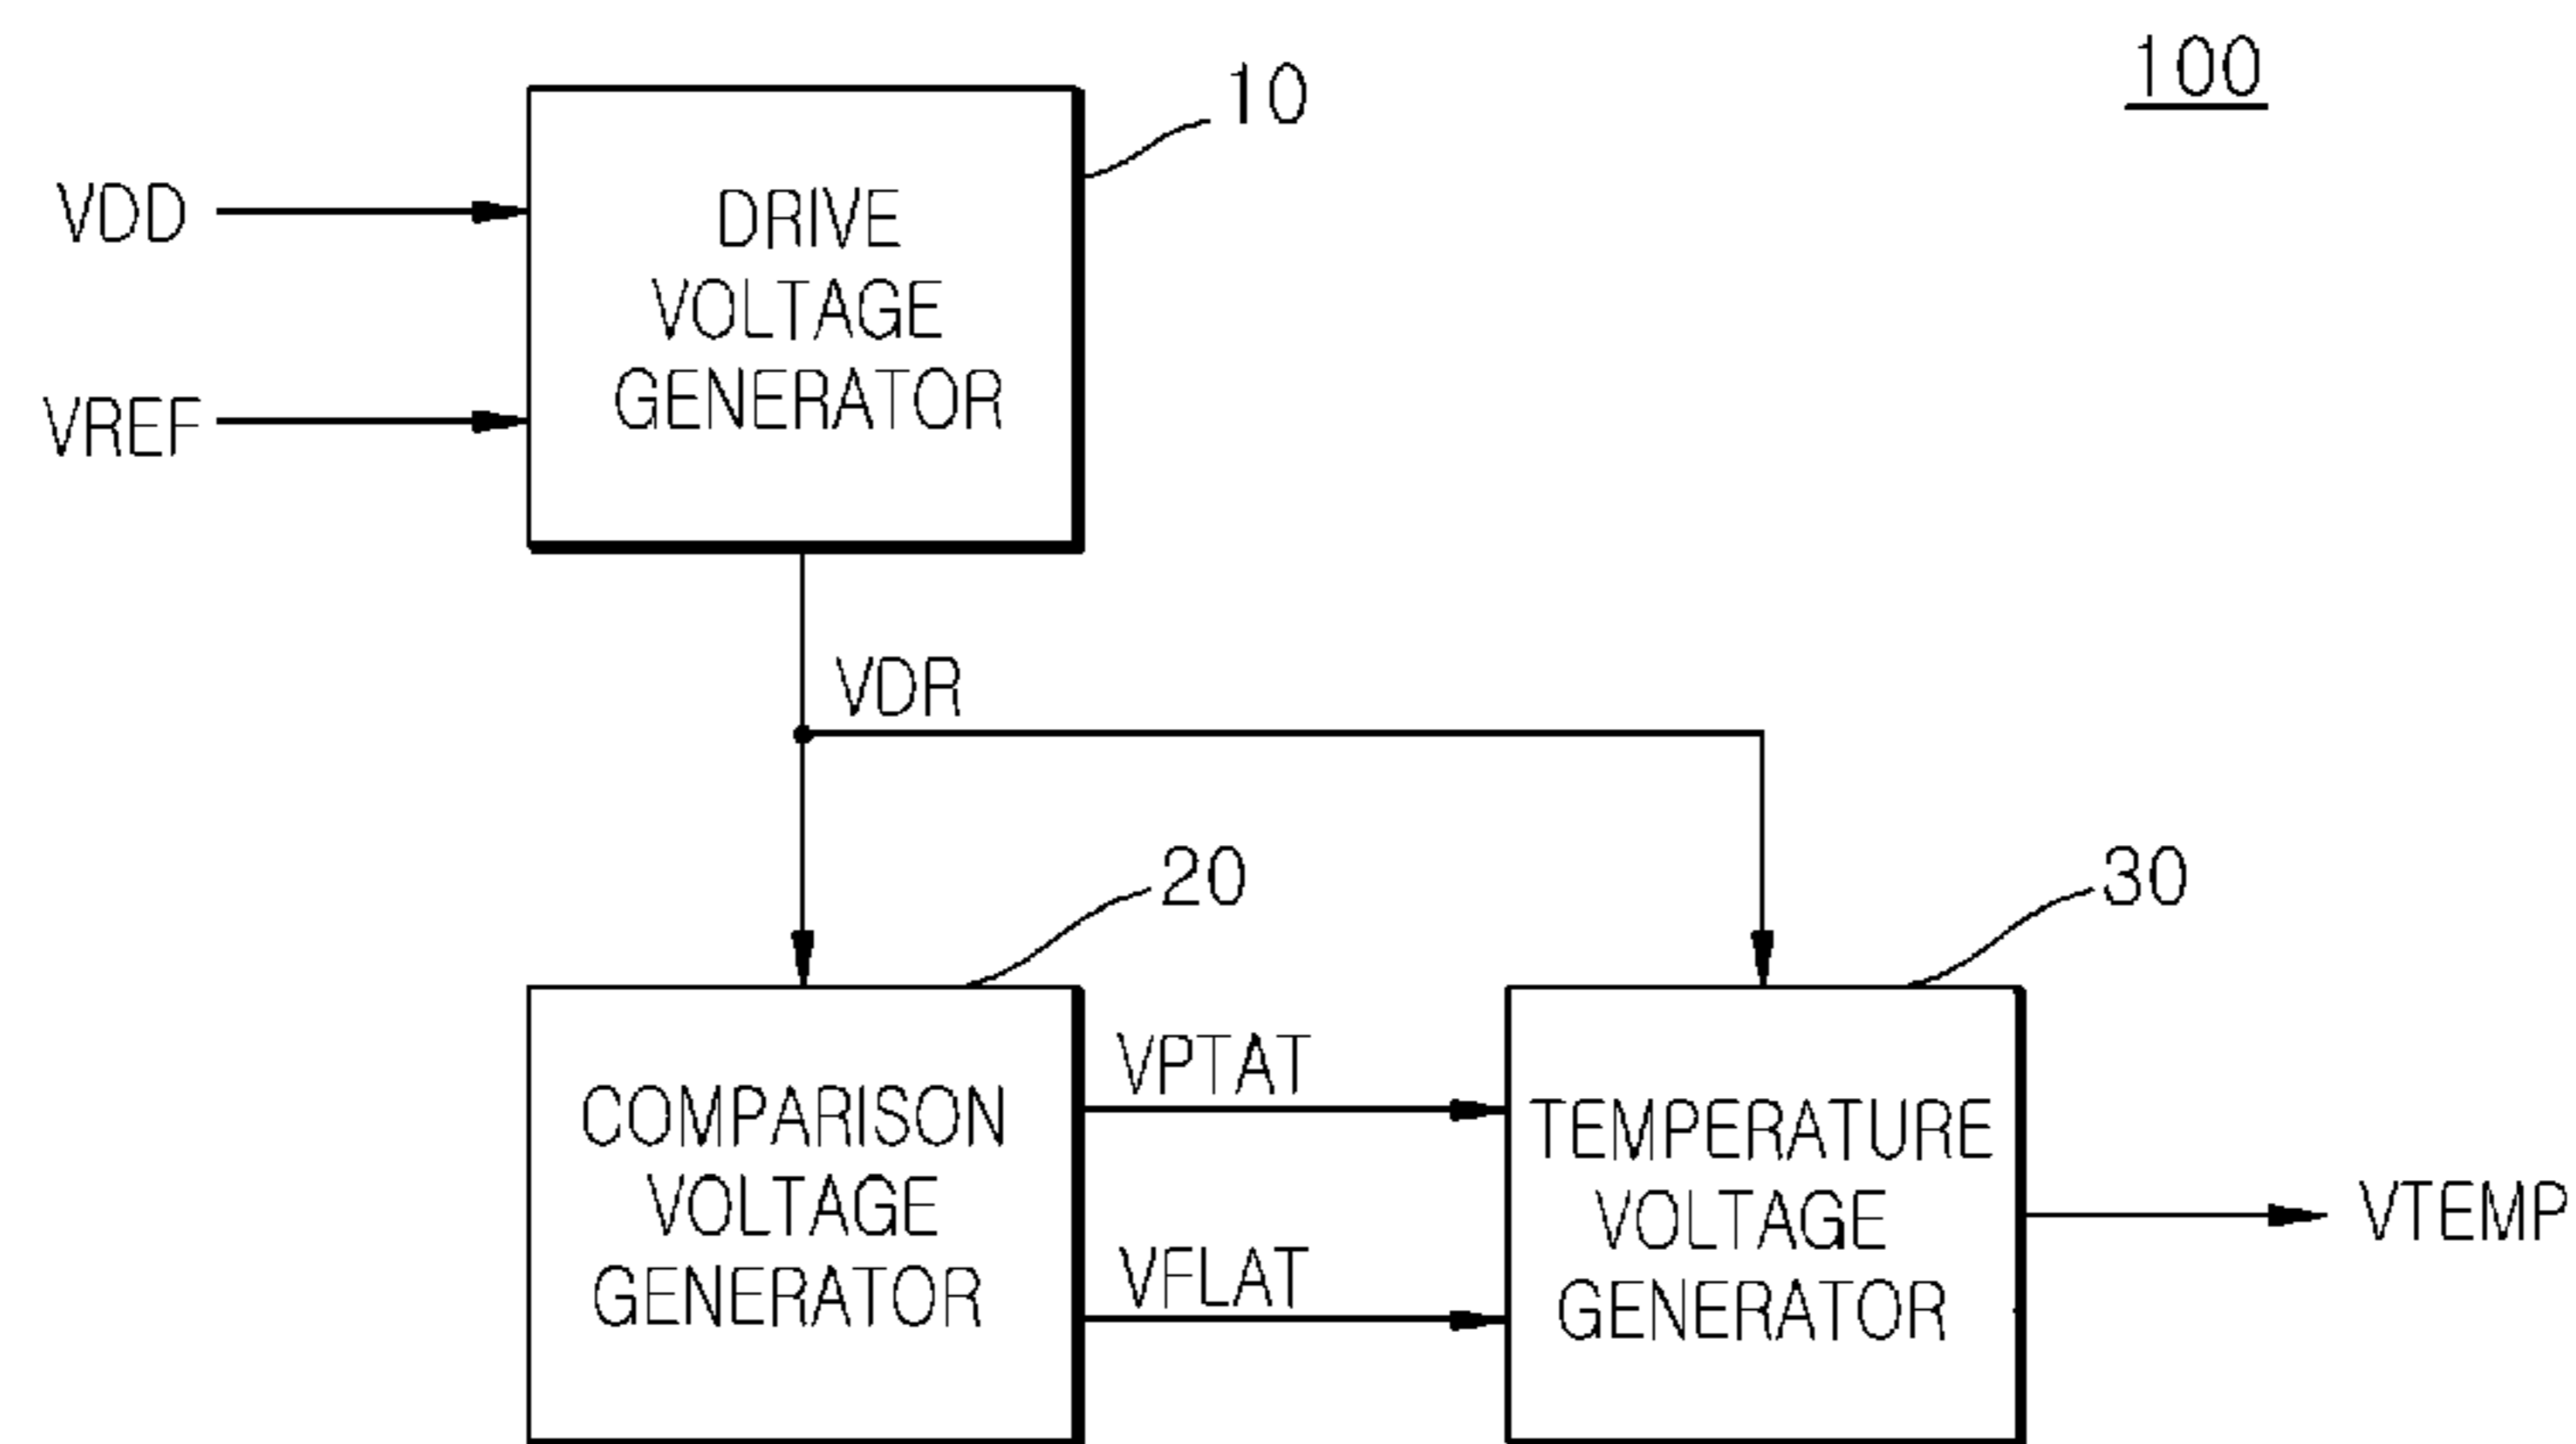 100
10
VDD
DRIVE
VOLTAGE
GENERATOR
VREF
VDR
20
30
COMPARISON
VOLTAGE
GENERATOR
VPTAT
VFLAT
TEMPERATURE
VOLTAGE
GENERATOR
VTEMP